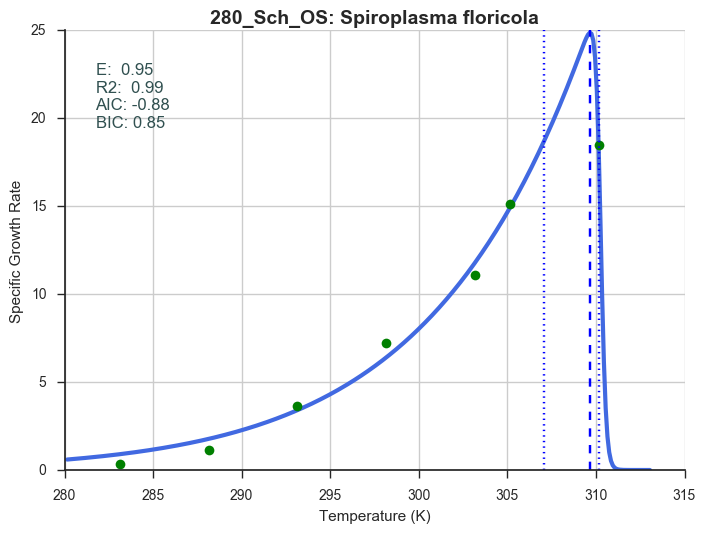 280_Sch_OS: Spiroplasma floricola
E:  0.95
R2:  0.99
AIC: -0.88
BIC: 0.85
Specific Growth Rate
25
20
15
10
5
0
280 285 290 295 300 305 310 315
Temperature (K)